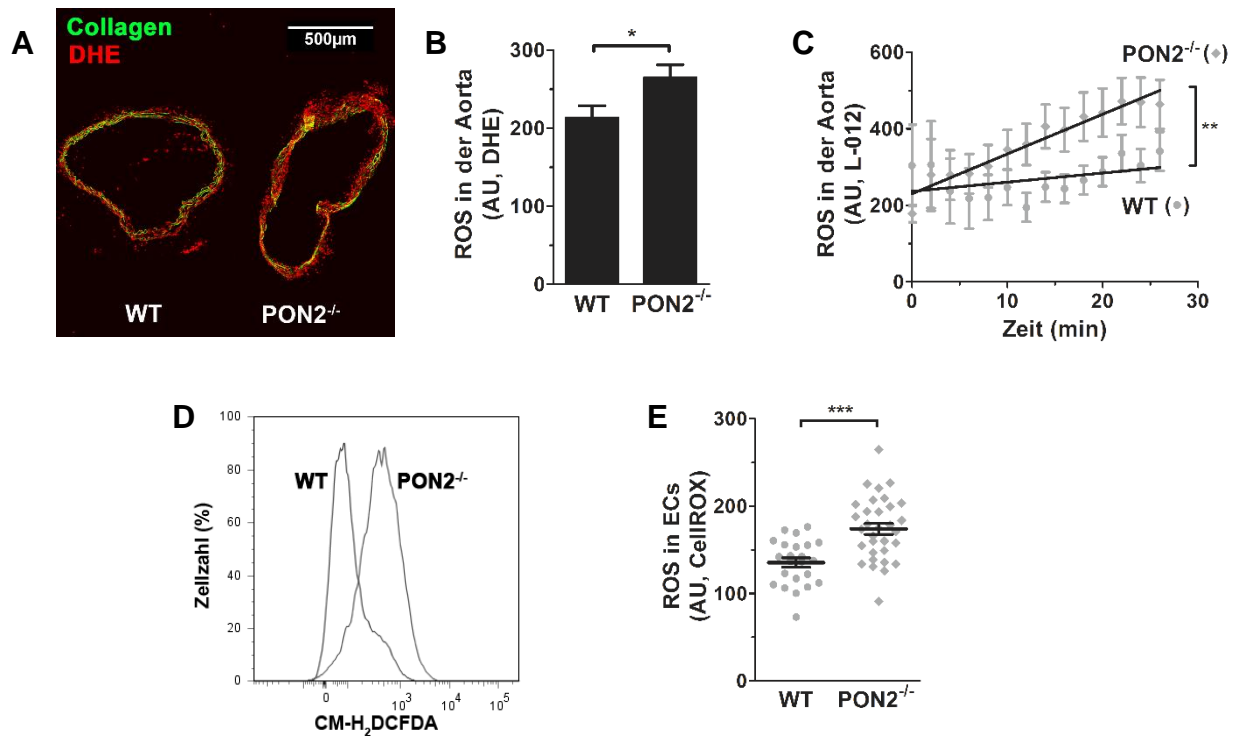 A
Collagen
DHE
500µm
WT
PON2-/-
B
*
ROS in der Aorta
(AU, DHE)
300
200
100
0
WT
PON2-/-
C
ROS in der Aorta
(AU, L-012)
600
400
200
0
0
10
20
30
Zeit (min)
PON2-/- (◆)
**
WT (●)
D
Zellzahl (%)
100
80
60
40
20
0
WT
PON2-/-
0
10³
10⁴
10⁵
CM-H₂DCFDA
E
***
ROS in ECs
(AU, CellROX)
300
200
100
0
WT
PON2-/-